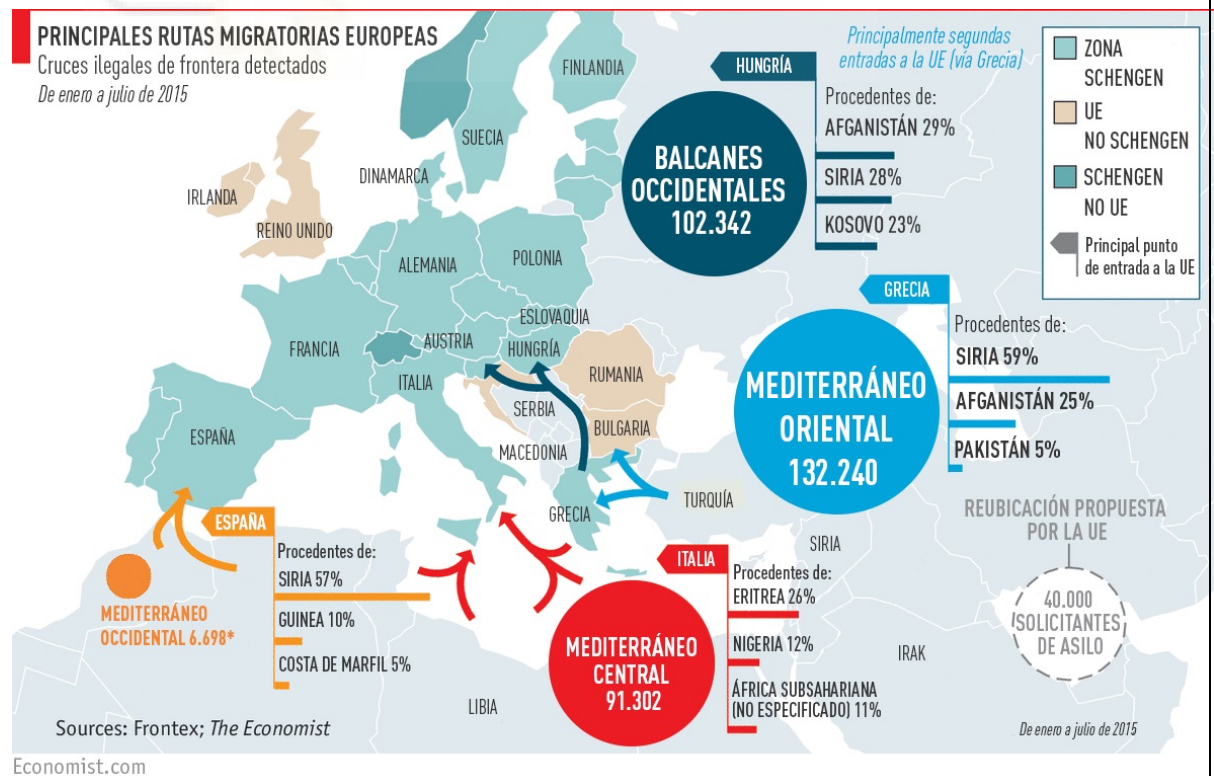 PRINCIPALES RUTAS MIGRATORIAS EUROPEAS
Cruces ilegales de frontera detectados
De enero a julio de 2015
FINLANDIA
SUECIA
DINAMARCA
IRLANDA
REINO UNIDO
ALEMANIA
POLONIA
ESLOVAQUIA
AUSTRIA
HUNGRÍA
FRANCIA
ITALIA
RUMANIA
SERBIA
BULGARIA
MACEDONIA
ESPAÑA
GRECIA
TURQUÍA
SIRIA
IRAK
LIBIA
Principalmente segundas
entradas a la UE (vía Grecia)
HUNGRÍA
Procedentes de:
AFGANISTÁN 29%
SIRIA 28%
KOSOVO 23%
BALCANES
OCCIDENTALES
102.342
ZONA
SCHENGEN
UE
NO SCHENGEN
SCHENGEN
NO UE
Principal punto
de entrada a la UE
GRECIA
Procedentes de:
SIRIA 59%
AFGANISTÁN 25%
PAKISTÁN 5%
MEDITERRÁNEO
ORIENTAL
132.240
ESPAÑA
Procedentes de:
SIRIA 57%
GUINEA 10%
COSTA DE MARFIL 5%
MEDITERRÁNEO
OCCIDENTAL 6.698*
ITALIA
Procedentes de:
ERITREA 26%
NIGERIA 12%
ÁFRICA SUBSAHARIANA
(NO ESPECIFICADO) 11%
MEDITERRÁNEO
CENTRAL
91.302
REUBICACIÓN PROPUESTA
POR LA UE
40.000
SOLICITANTES
DE ASILO
De enero a julio de 2015
Sources: Frontex; The Economist
Economist.com